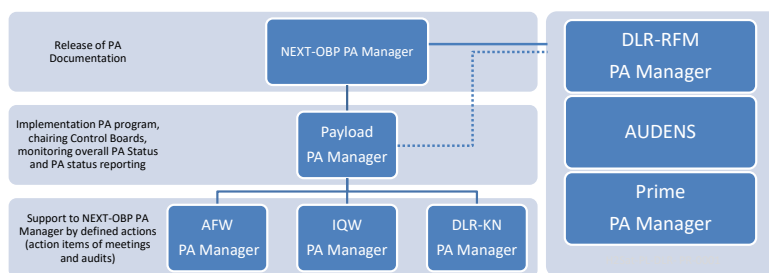 Release of PA
Documentation
NEXT-OBP PA Manager
Implementation PA program,
chairing Control Boards,
monitoring overall PA Status
and PA status reporting
Payload
PA Manager
Support to NEXT-OBP PA
Manager by defined actions
(action items of meetings
and audits)
AFW
PA Manager
IQW
PA Manager
DLR-KN
PA Manager
DLR-RFM
PA Manager
AUDENS
Prime
PA Manager